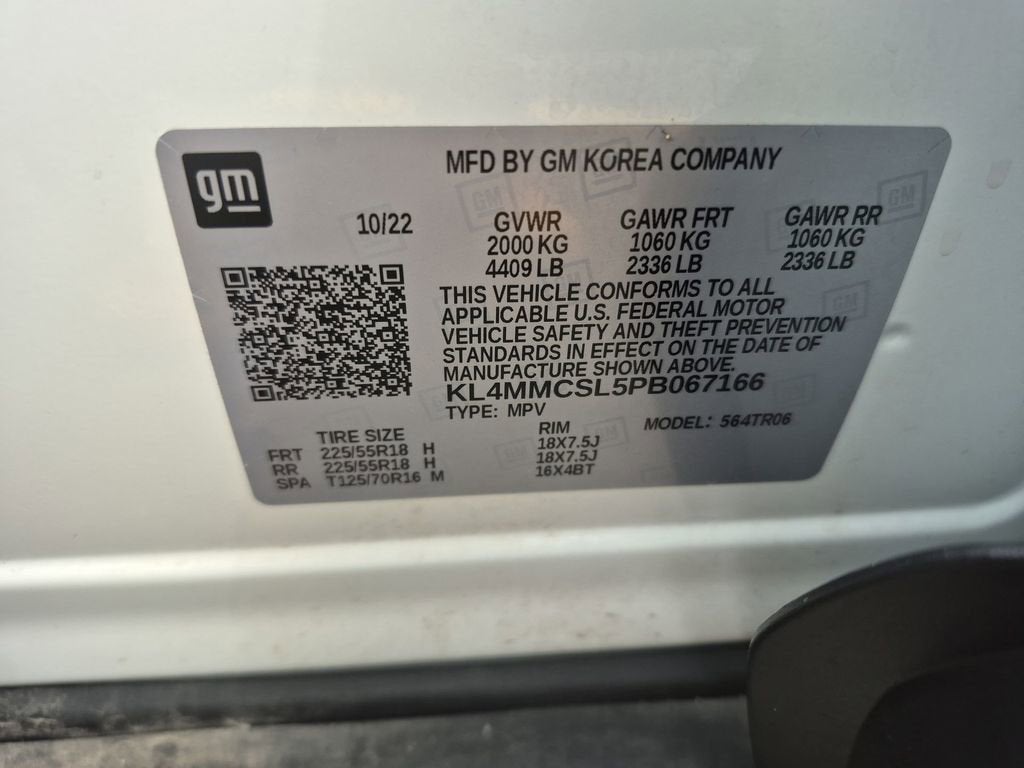 gm
MFD BY GM KOREA COMPANY
10/22 GVWR GAWR FRT GAWR RR
2000 KG 1060 KG 1060 KG
4409 LB 2336 LB 2336 LB
THIS VEHICLE CONFORMS TO ALL
APPLICABLE U.S. FEDERAL MOTOR
VEHICLE SAFETY AND THEFT PREVENTION
STANDARDS IN EFFECT ON THE DATE OF
MANUFACTURE SHOWN ABOVE.
KL4MMCSL5PB067166
TYPE: MPV MODEL: 564TR06
TIRE SIZE RIM
FRT 225/55R18 H 18X7.5J
RR 225/55R18 H 18X7.5J
SPA T125/70R16 M 16X4BT